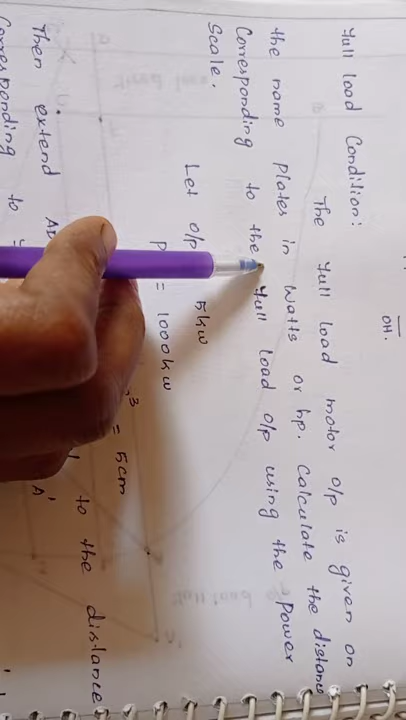 OH.
Full load Condition:
The full load motor o/p is given on
the name plates in watts or hp. Calculate the distance
Corresponding to the full load o/p using the Power
Scale.
Let o/p 5kw
P = 1000kw
3 = 5cm
Then extend to the distance
Corresponding to A'